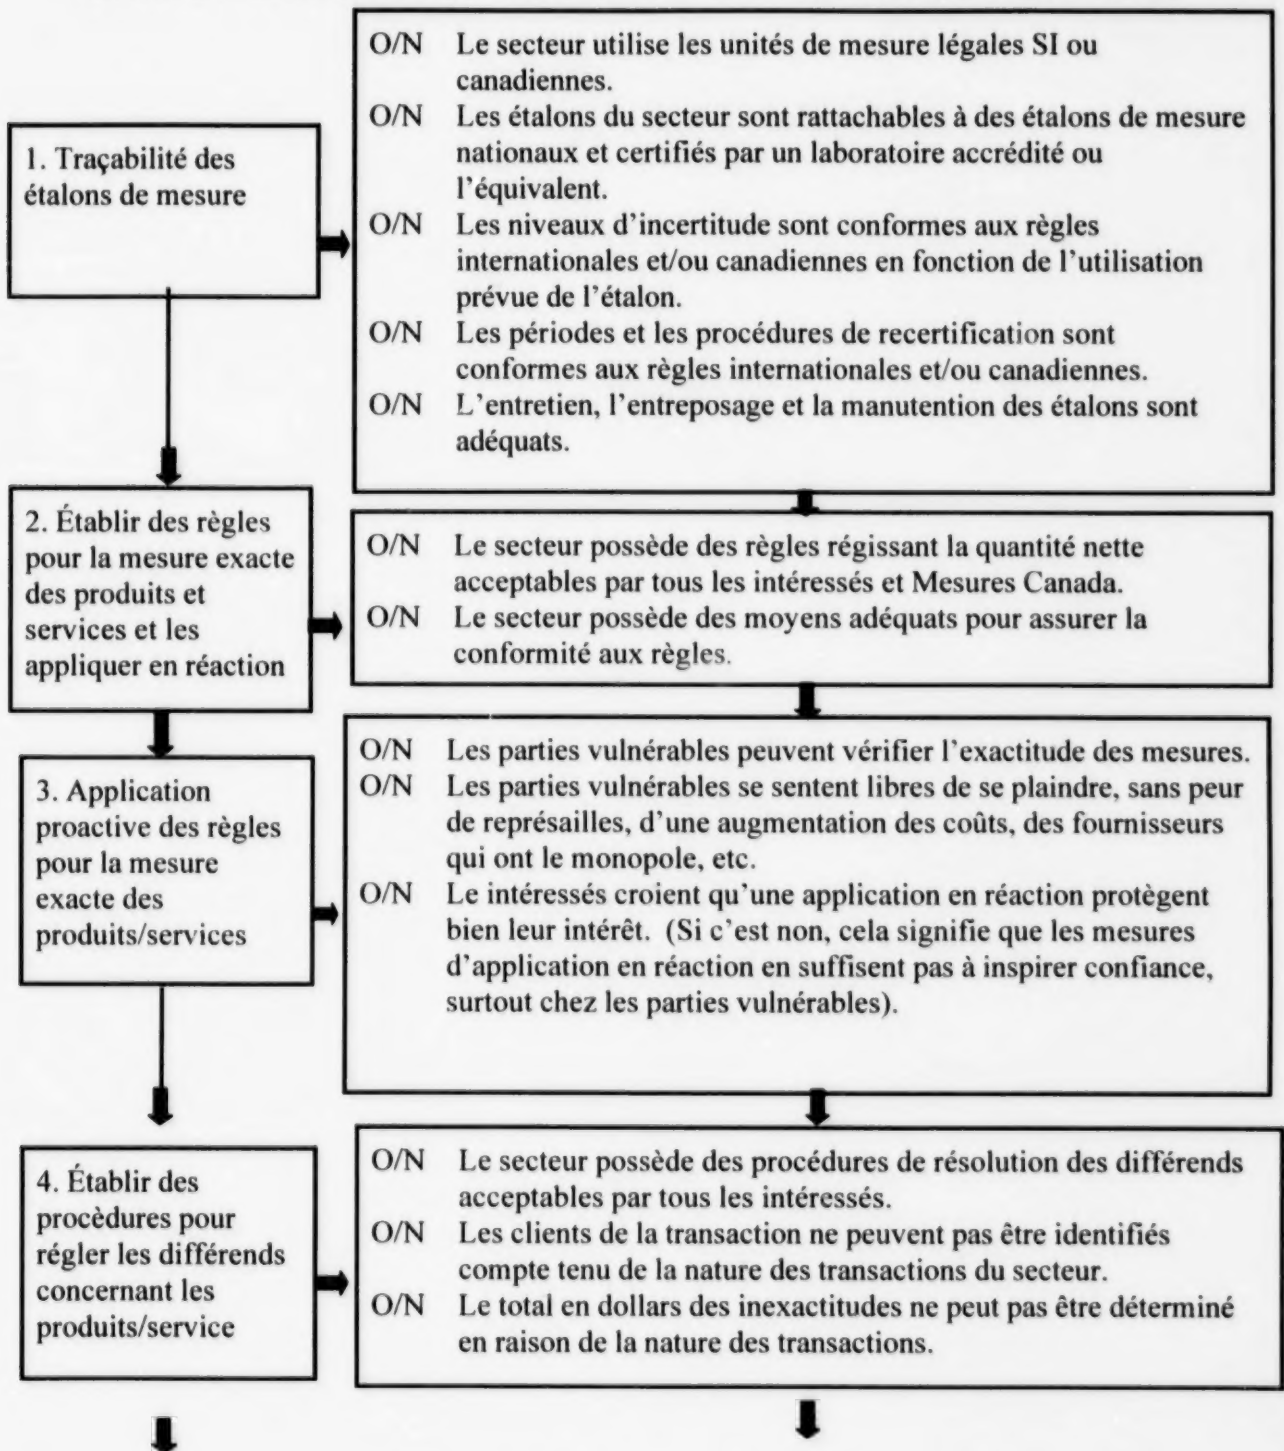 1. Traçabilité des
étalons de mesure
O/N Le secteur utilise les unités de mesure légales SI ou
canadiennes.
O/N Les étalons du secteur sont rattachables à des étalons de mesure
nationaux et certifiés par un laboratoire accrédité ou
l'équivalent.
O/N Les niveaux d'incertitude sont conformes aux règles
internationales et/ou canadiennes en fonction de l'utilisation
prévue de l'étalon.
O/N Les périodes et les procédures de recertification sont
conformes aux règles internationales et/ou canadiennes.
O/N L'entretien, l'entreposage et la manutention des étalons sont
adéquats.
2. Établir des règles
pour la mesure exacte
des produits et
services et les
appliquer en réaction
O/N Le secteur possède des règles régissant la quantité nette
acceptables par tous les intéressés et Mesures Canada.
O/N Le secteur possède des moyens adéquats pour assurer la
conformité aux règles.
3. Application
proactive des règles
pour la mesure
exacte des
produits/services
O/N Les parties vulnérables peuvent vérifier l'exactitude des mesures.
O/N Les parties vulnérables se sentent libres de se plaindre, sans peur
de représailles, d'une augmentation des coûts, des fournisseurs
qui ont le monopole, etc.
O/N Le intéressés croient qu'une application en réaction protègent
bien leur intérêt. (Si c'est non, cela signifie que les mesures
d'application en réaction en suffisent pas à inspirer confiance,
surtout chez les parties vulnérables).
4. Établir des
procèdures pour
régler les différends
concernant les
produits/service
O/N Le secteur possède des procédures de résolution des différends
acceptables par tous les intéressés.
O/N Les clients de la transaction ne peuvent pas être identifiés
compte tenu de la nature des transactions du secteur.
O/N Le total en dollars des inexactitudes ne peut pas être déterminé
en raison de la nature des transactions.